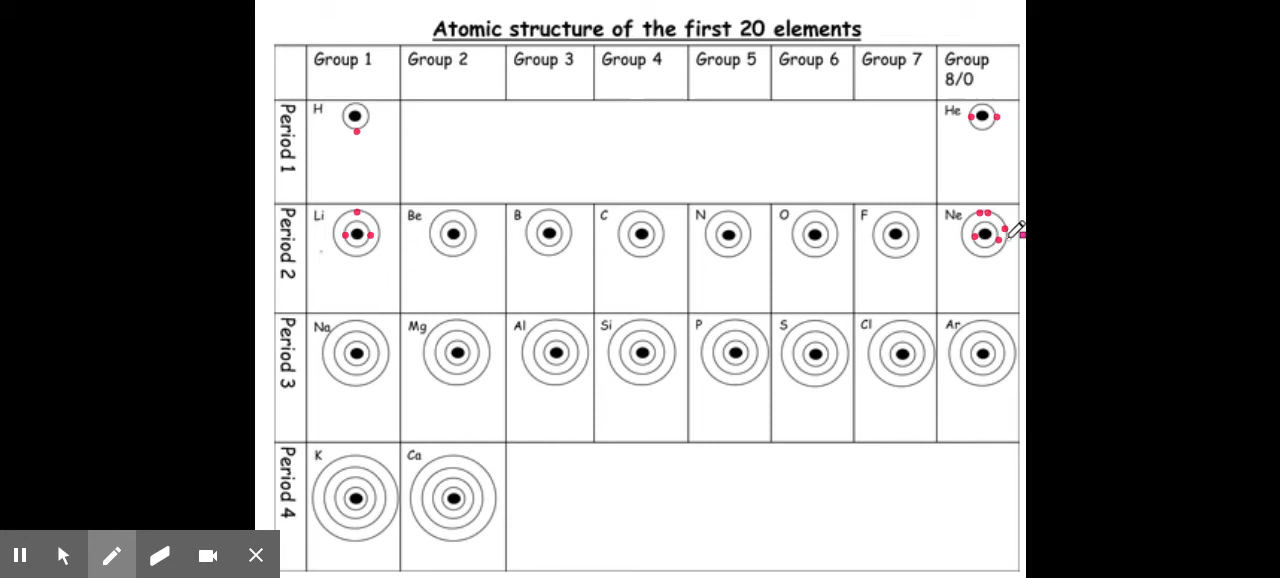 Atomic structure of the first 20 elements
Group 1 Group 2 Group 3 Group 4 Group 5 Group 6 Group 7 Group
8/0
Period 1
H He
Period 2
Li Be B C N O F Ne
Period 3
Na Mg Al Si P S Cl Ar
Period 4
K Ca